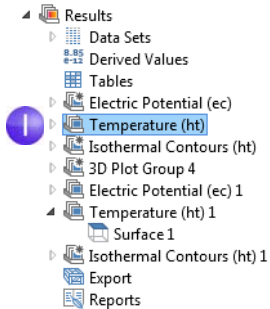 Results
Data Sets
8.85
e-12
Derived Values
Tables
Electric Potential (ec)
1
Temperature (ht)
Isothermal Contours (ht)
3D Plot Group 4
Electric Potential (ec) 1
Temperature (ht) 1
Surface 1
Isothermal Contours (ht) 1
Export
Reports